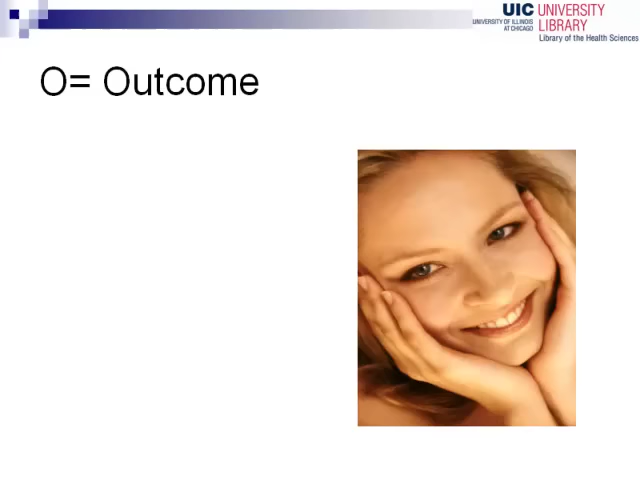 UIC UNIVERSITY
UNIVERSITY OF ILLINOIS
AT CHICAGO
LIBRARY
Library of the Health Sciences
O= Outcome